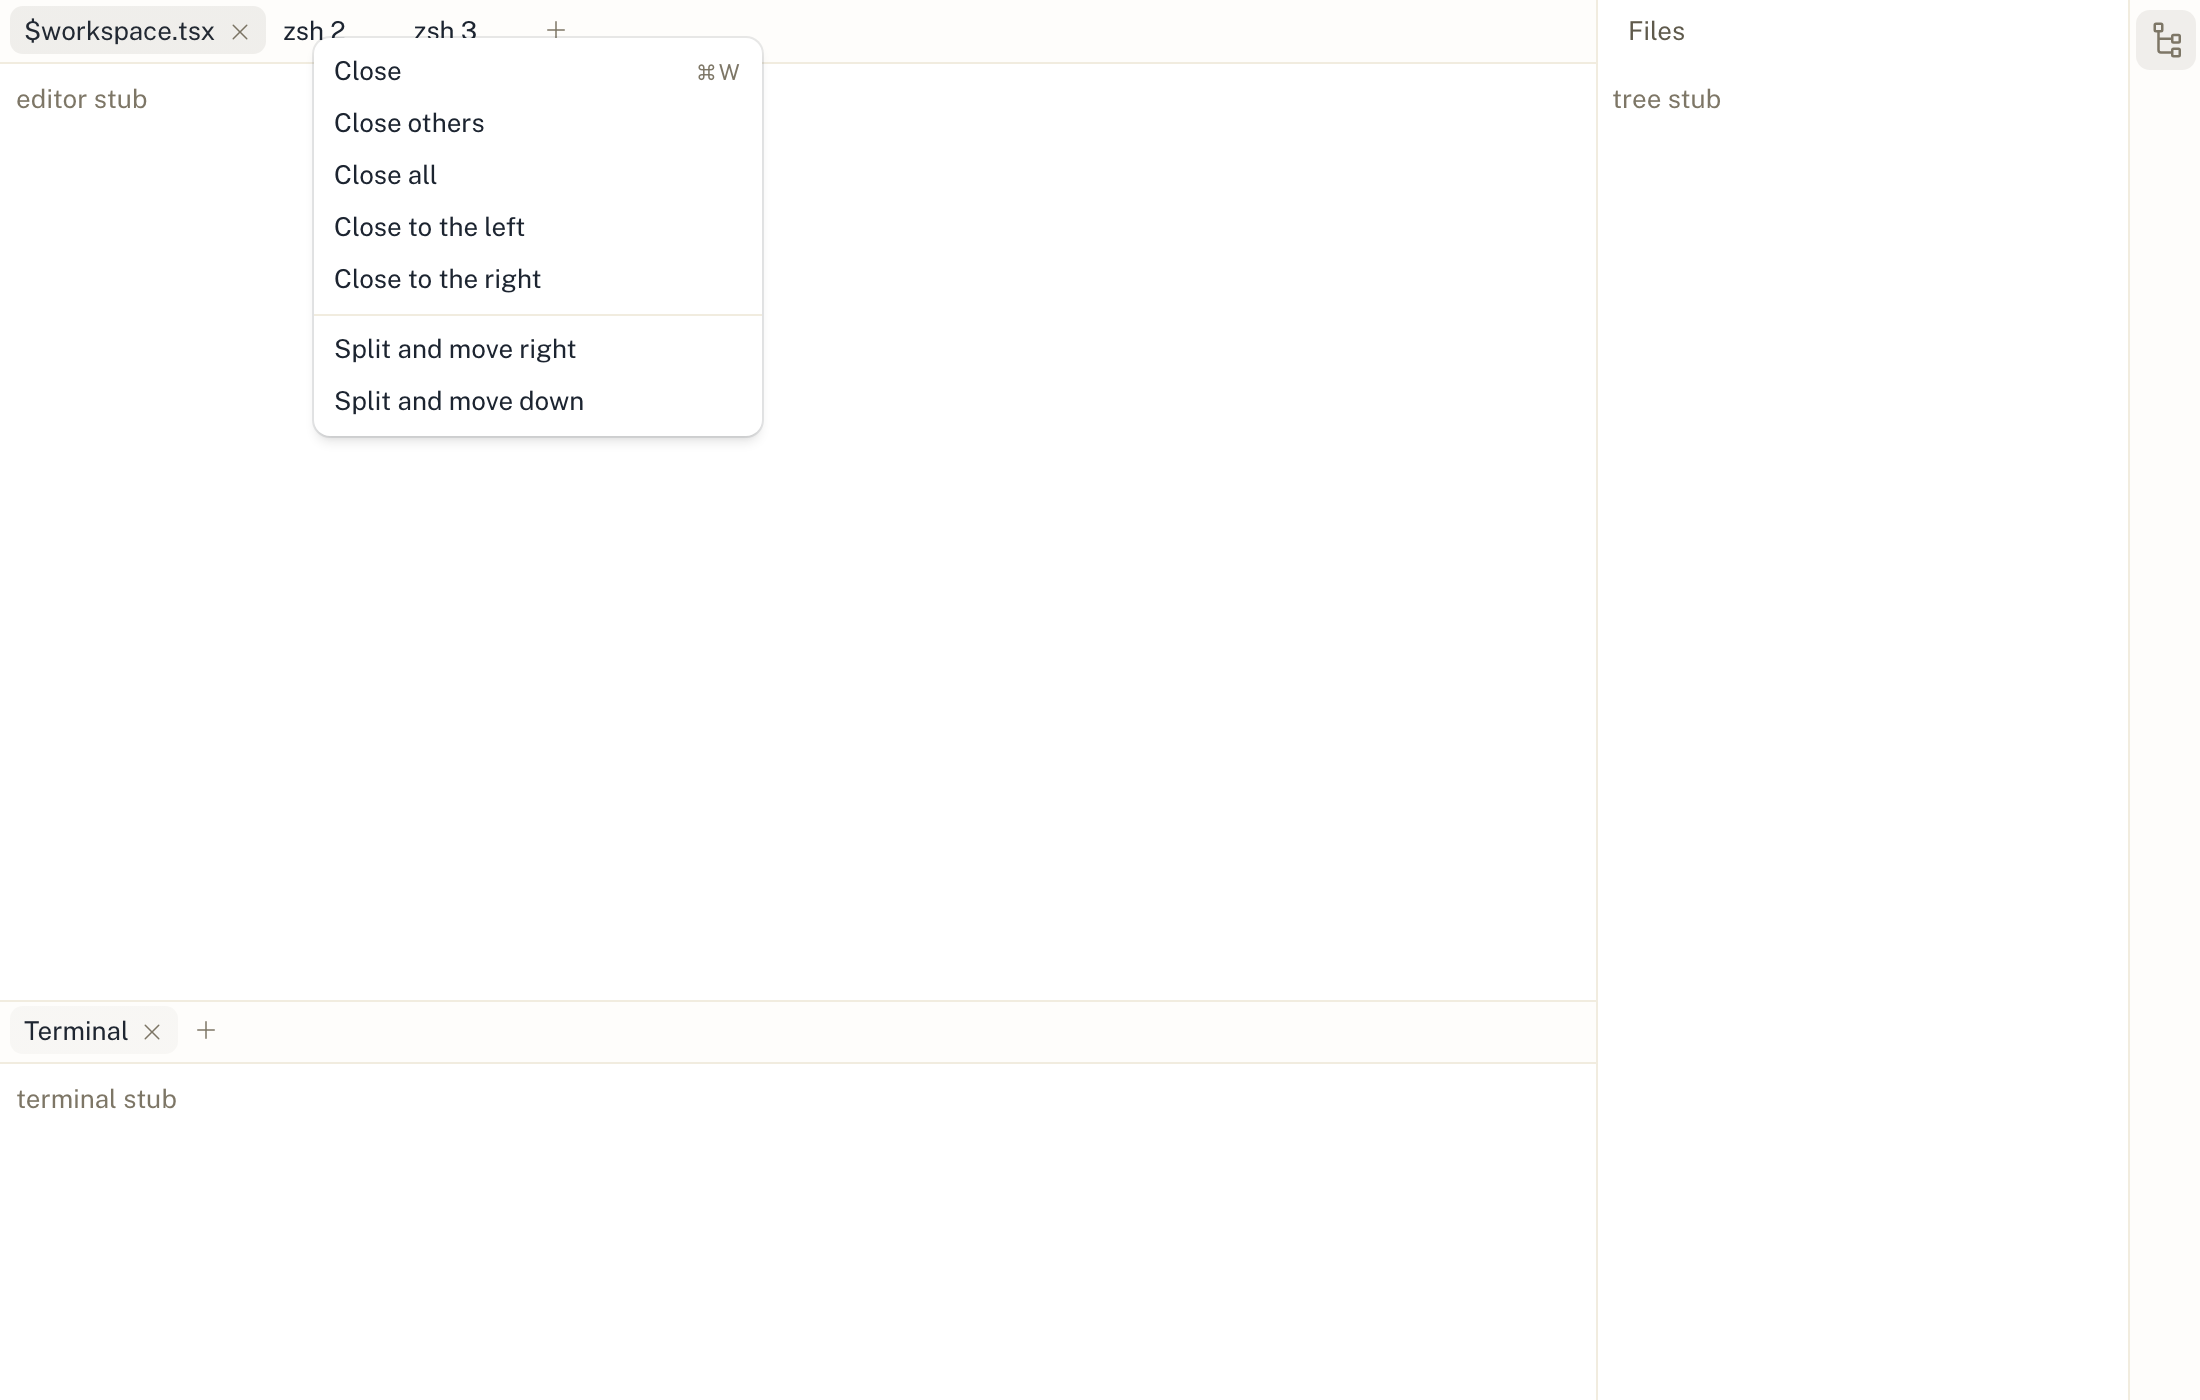 $workspace.tsx zsh 2 zsh 3
Files
Close ⌘W
editor stub
tree stub
Close others
Close all
Close to the left
Close to the right
Split and move right
Split and move down
Terminal
terminal stub